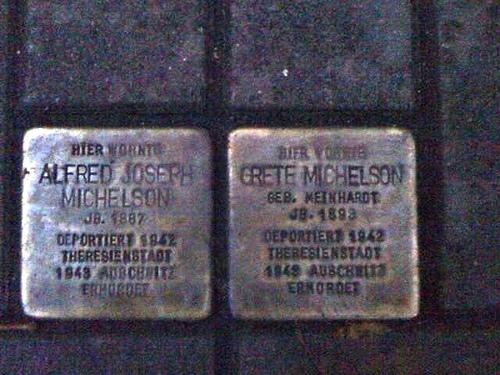 HIER WOHNTE
ALFRED JOSEPH
MICHELSON
JG. 1887
DEPORTIERT 1942
THERESIENSTADT
1943 AUSCHWITZ
ERMORDET
HIER WOHNTE
GRETE MICHELSON
GEB. MEINHARDT
JG. 1893
DEPORTIERT 1942
THERESIENSTADT
1943 AUSCHWITZ
ERMORDET